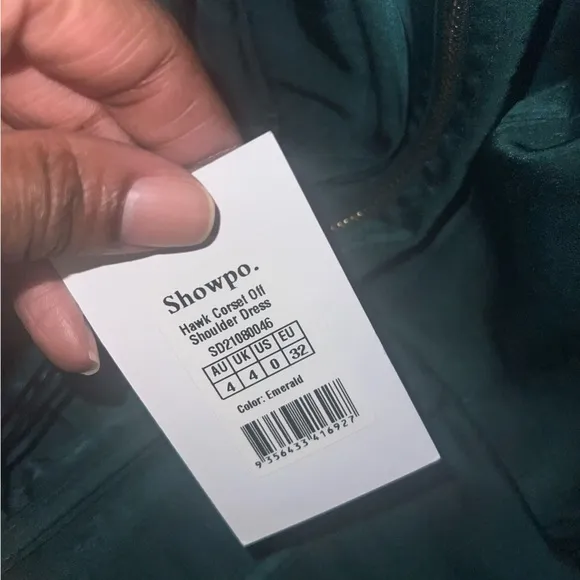 Showpo.
Hawk Corset Off
Shoulder Dress
SD21080046
AU UK US EU
4 4 0 32
Color: Emerald
9 356433 416927